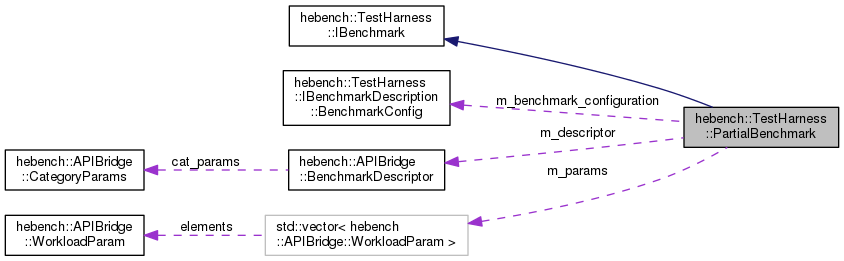 hebench::TestHarness
::IBenchmark
hebench::TestHarness
::IBenchmarkDescription
::BenchmarkConfig
m_benchmark_configuration
hebench::TestHarness
::PartialBenchmark
m_descriptor
hebench::APIBridge
::CategoryParams
cat_params
hebench::APIBridge
::BenchmarkDescriptor
m_params
hebench::APIBridge
::WorkloadParam
elements
std::vector< hebench
::APIBridge::WorkloadParam >